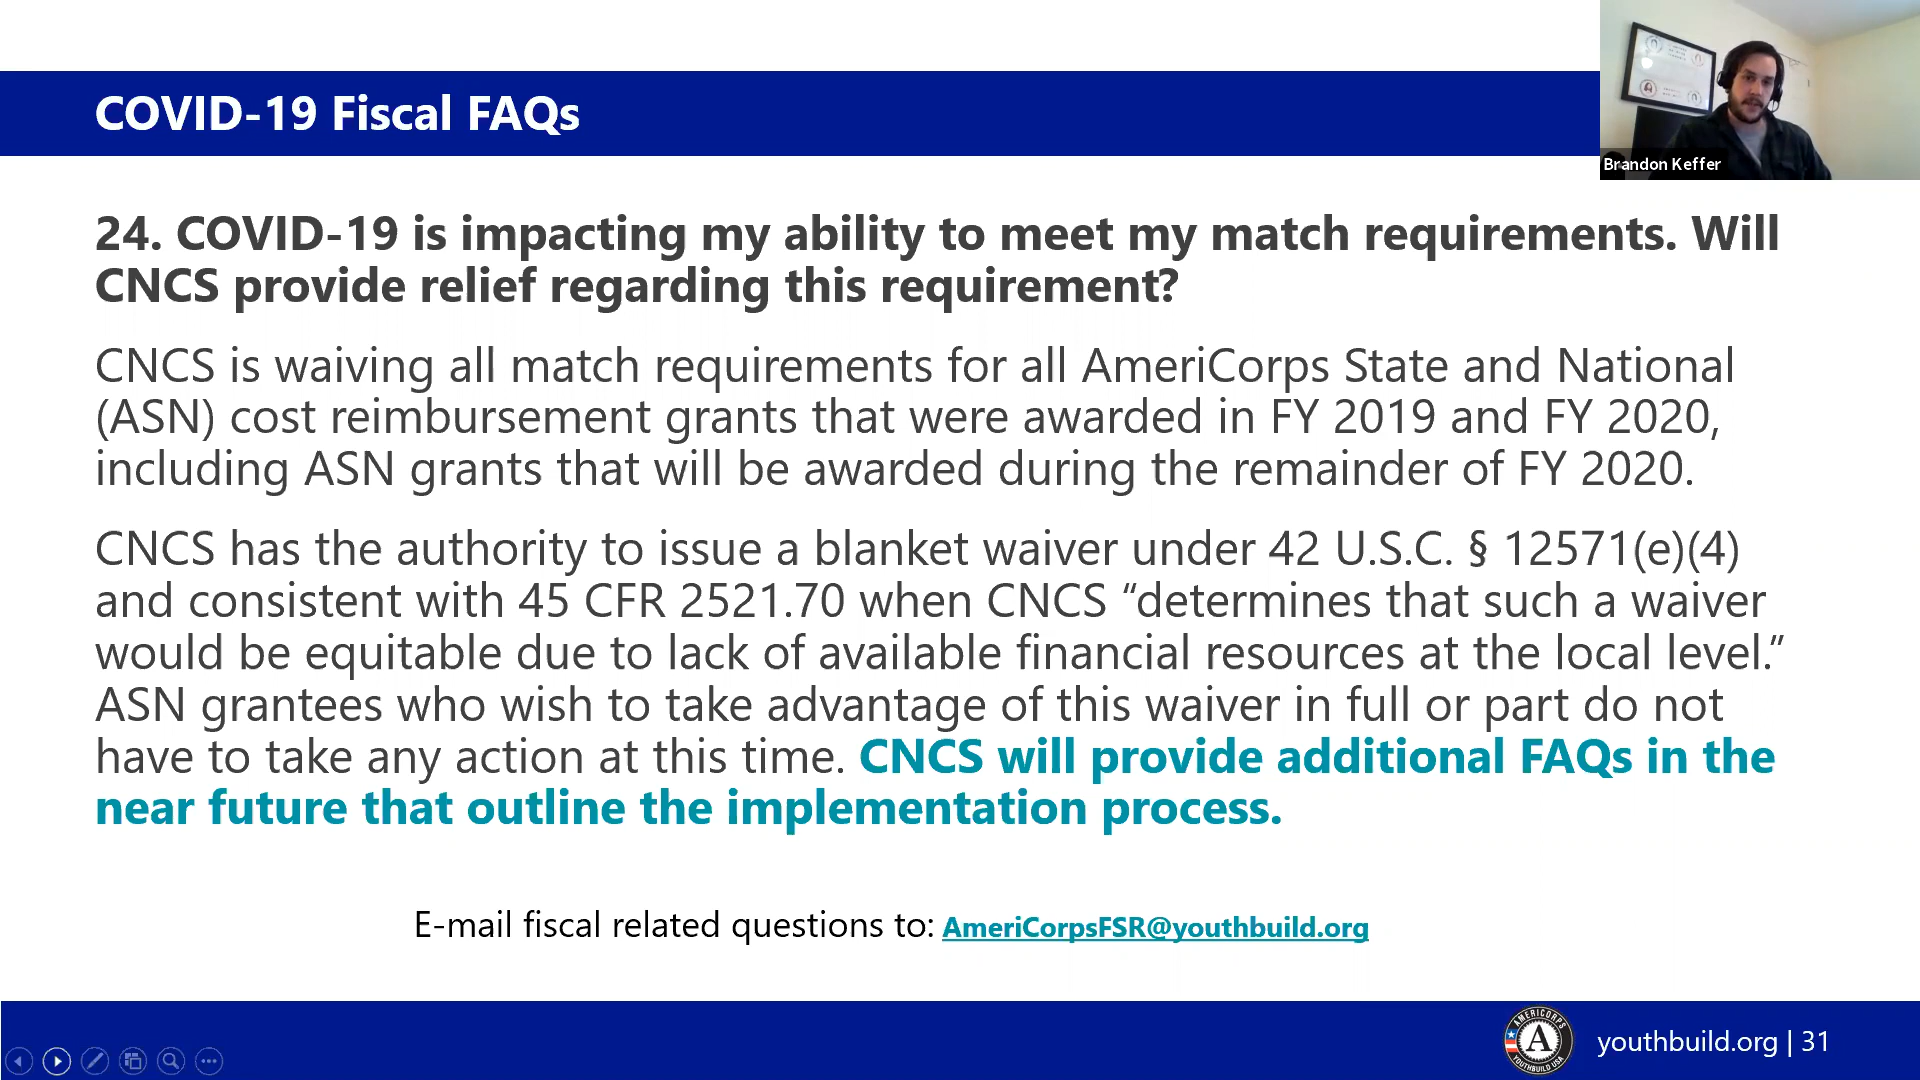 COVID-19 Fiscal FAQs
Brandon Keffer
24. COVID-19 is impacting my ability to meet my match requirements. Will
CNCS provide relief regarding this requirement?
CNCS is waiving all match requirements for all AmeriCorps State and National
(ASN) cost reimbursement grants that were awarded in FY 2019 and FY 2020,
including ASN grants that will be awarded during the remainder of FY 2020.
CNCS has the authority to issue a blanket waiver under 42 U.S.C. § 12571(e)(4)
and consistent with 45 CFR 2521.70 when CNCS “determines that such a waiver
would be equitable due to lack of available financial resources at the local level.”
ASN grantees who wish to take advantage of this waiver in full or part do not
have to take any action at this time. CNCS will provide additional FAQs in the
near future that outline the implementation process.
E-mail fiscal related questions to: AmeriCorpsFSR@youthbuild.org
AMERICORPS
A
YOUTHBUILD USA
youthbuild.org | 31